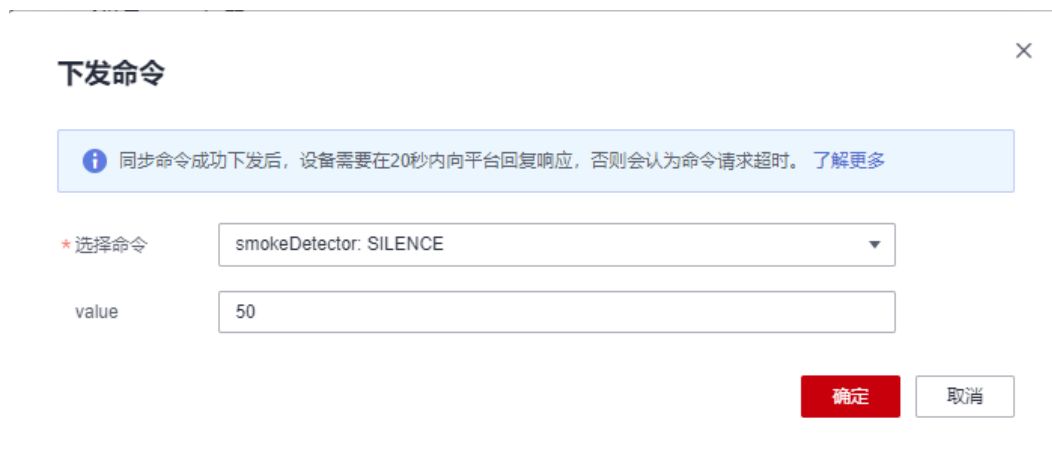 下发命令
同步命令成功下发后，设备需要在20秒内向平台回复响应，否则会认为命令请求超时。 了解更多
* 选择命令 smokeDetector: SILENCE
value 50
确定 取消